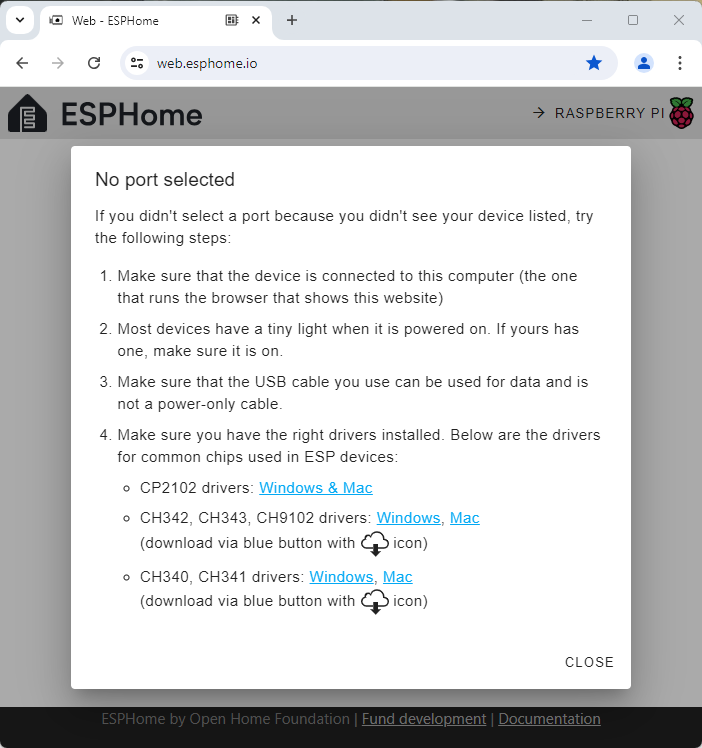 Web - ESPHome
web.esphome.io
ESPHome
RASPBERRY PI
No port selected
If you didn't select a port because you didn't see your device listed, try
the following steps:
1. Make sure that the device is connected to this computer (the one
that runs the browser that shows this website)
2. Most devices have a tiny light when it is powered on. If yours has
one, make sure it is on.
3. Make sure that the USB cable you use can be used for data and is
not a power-only cable.
4. Make sure you have the right drivers installed. Below are the drivers
for common chips used in ESP devices:
CP2102 drivers: Windows & Mac
CH342, CH343, CH9102 drivers: Windows, Mac
(download via blue button with icon)
CH340, CH341 drivers: Windows, Mac
(download via blue button with icon)
CLOSE
ESPHome by Open Home Foundation | Fund development | Documentation